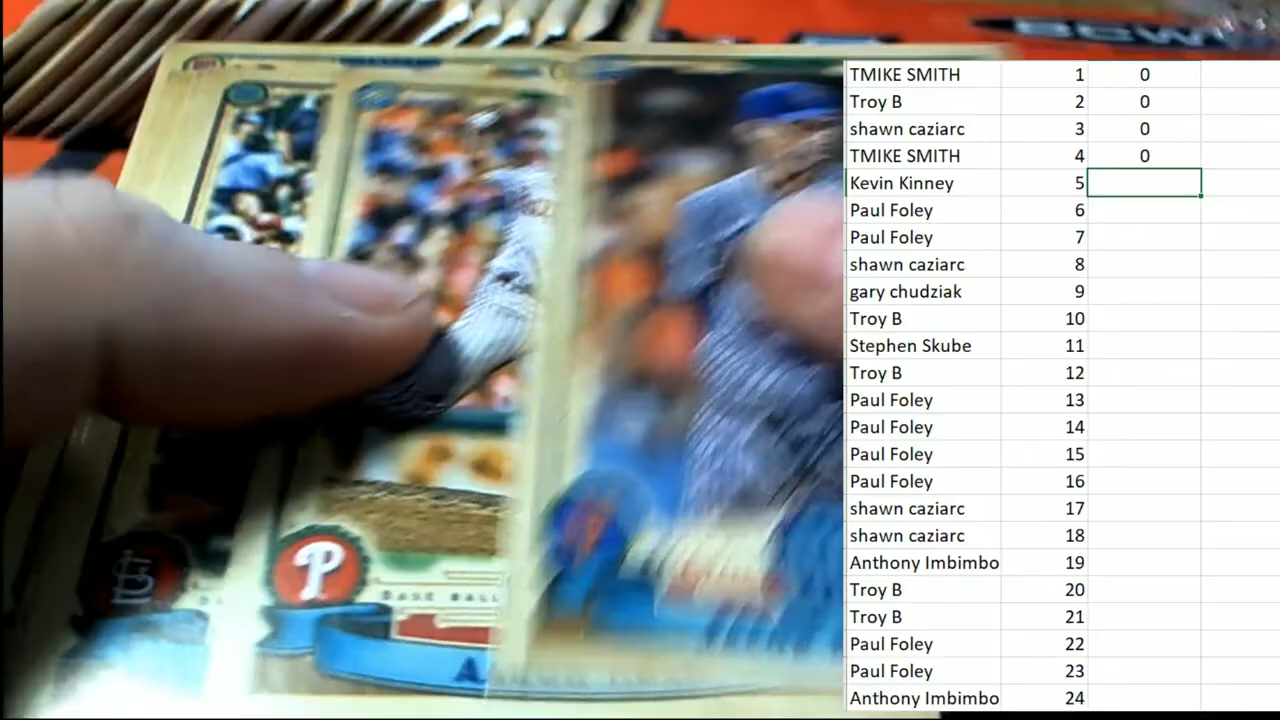 BCW
TMIKE SMITH 1 0
Troy B 2 0
shawn caziarc 3 0
TMIKE SMITH 4 0
Kevin Kinney 5
Paul Foley 6
Paul Foley 7
shawn caziarc 8
gary chudziak 9
Troy B 10
Stephen Skube 11
Troy B 12
Paul Foley 13
Paul Foley 14
Paul Foley 15
Paul Foley 16
shawn caziarc 17
shawn caziarc 18
Anthony Imbimbo 19
Troy B 20
Troy B 21
Paul Foley 22
Paul Foley 23
Anthony Imbimbo 24
P
BASE BALL
A